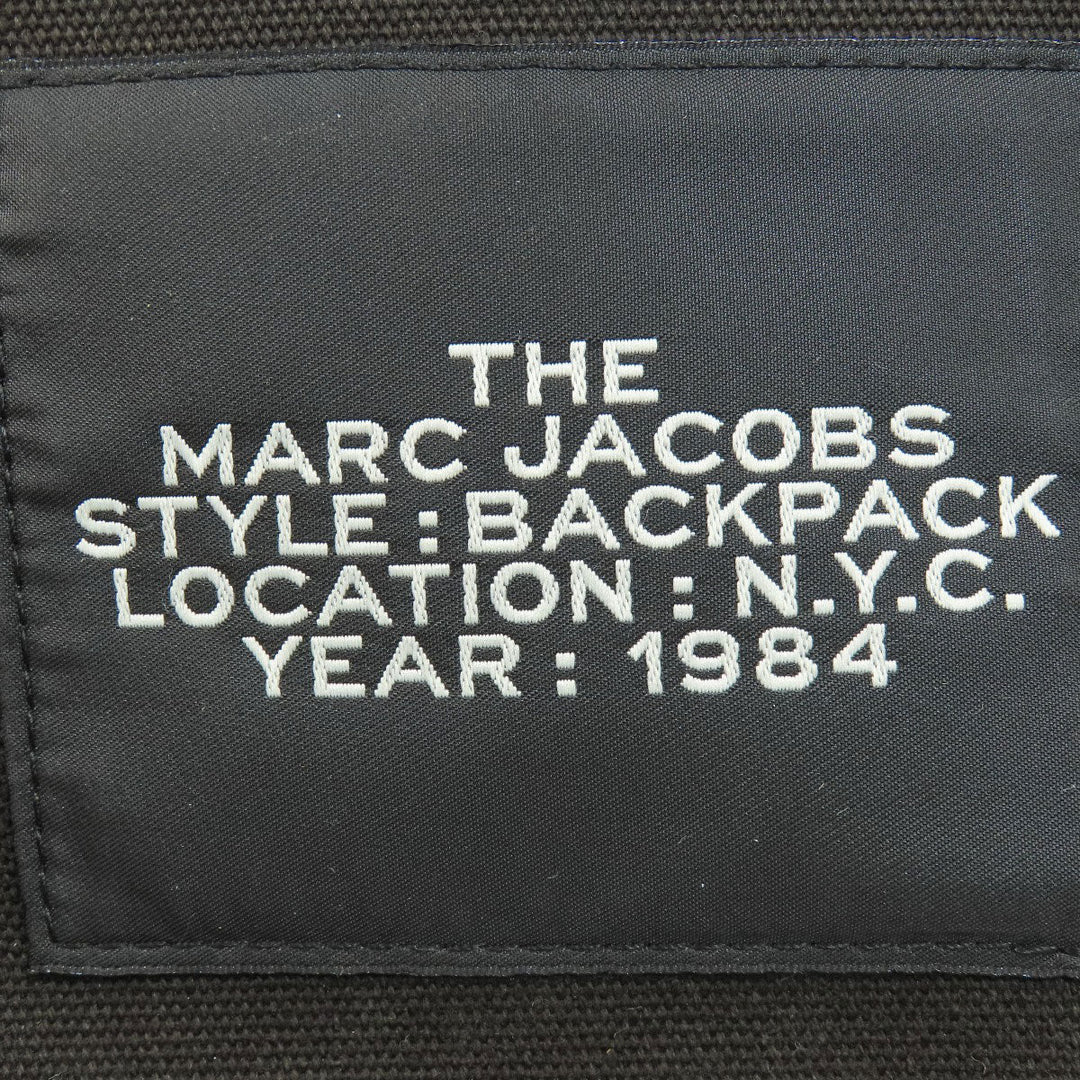 THE
MARC JACOBS
STYLE : BACKPACK
LOCATION : N.Y.C.
YEAR : 1984